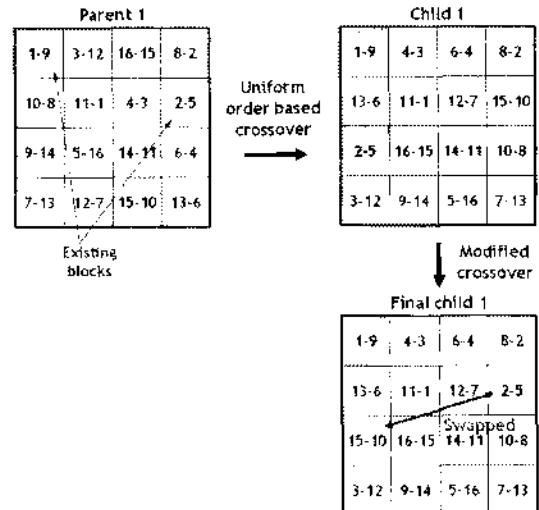 Parent 1
1-9 3-12 16-15 8-2
10-8 11-1 4-3 2-5
9-14 5-16 14-11 6-4
7-13 12-7 15-10 13-6
Existing
blocks
Uniform
order based
crossover
Child 1
1-9 4-3 6-4 8-2
13-6 11-1 12-7 15-10
2-5 16-15 14-11 10-8
3-12 9-14 5-16 7-13
Modified
crossover
Final child 1
1-9 4-3 6-4 8-2
13-6 11-1 12-7 2-5
Swapped
15-10 16-15 14-11 10-8
3-12 9-14 5-16 7-13